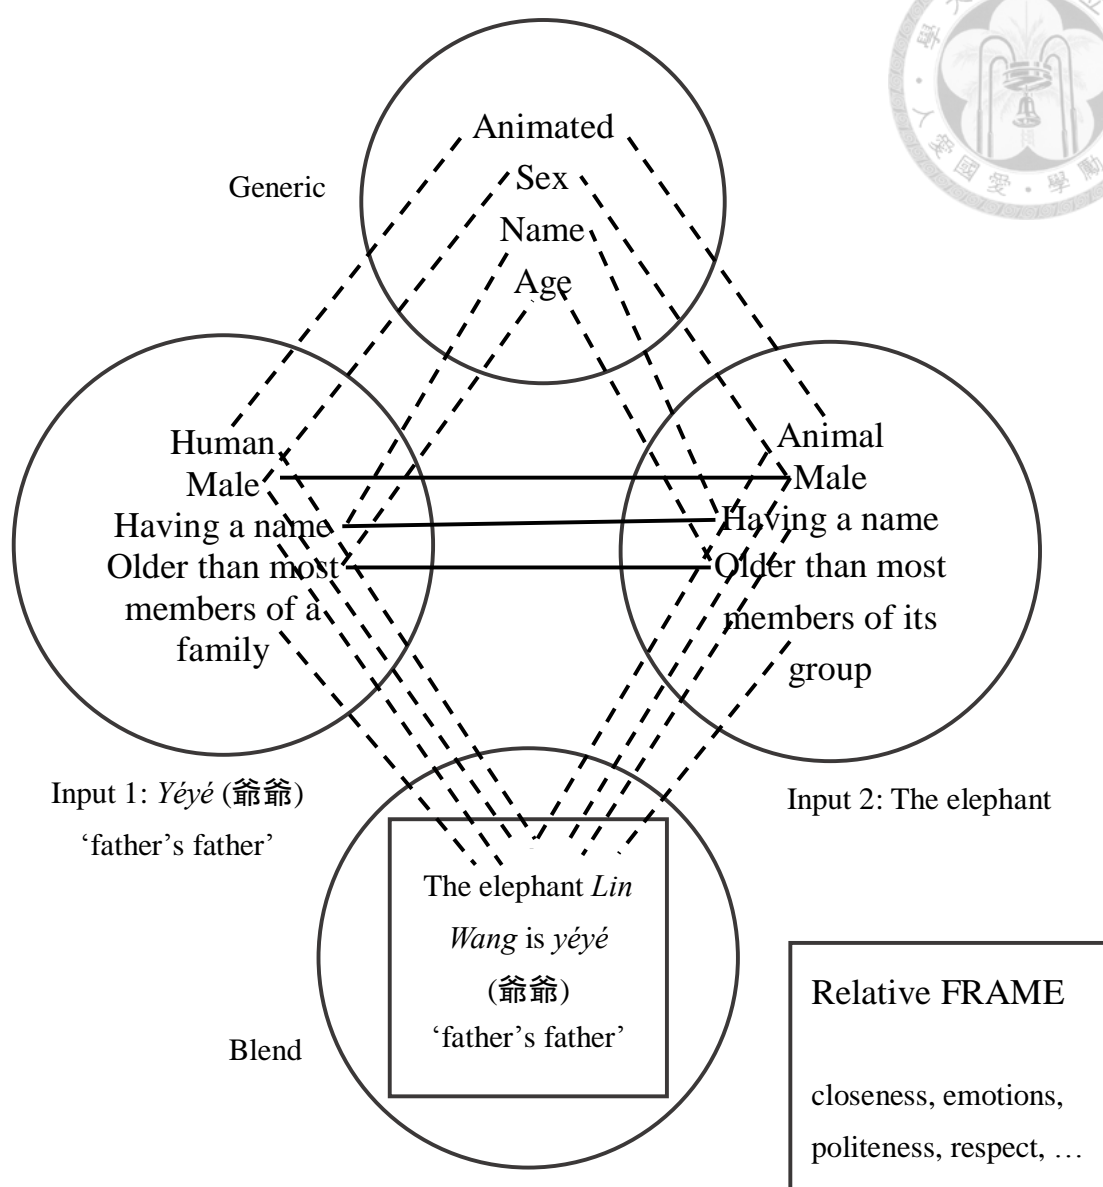 Animated
Generic
Sex
Name
Age
Human
Male
Having a name
Older than most
members of a
family
Animal
Male
Having a name
Older than most
members of its
group
Input 1: Yéyé (爺爺)
‘father’s father’
Input 2: The elephant
The elephant Lin
Wang is yéyé
(爺爺)
‘father’s father’
Blend
Relative FRAME
closeness, emotions,
politeness, respect, …